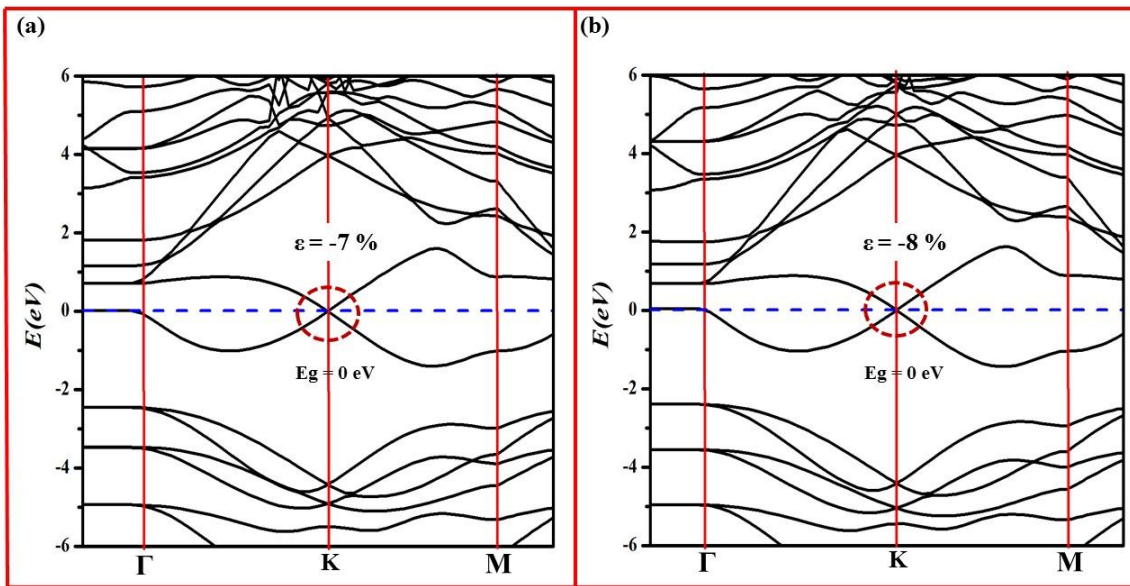 (a)
6
4
2
0
-2
-4
-6
E(eV)
ε = -7 %
Eg = 0 eV
Γ
K
M
(b)
6
4
2
0
-2
-4
-6
E(eV)
ε = -8 %
Eg = 0 eV
Γ
K
M